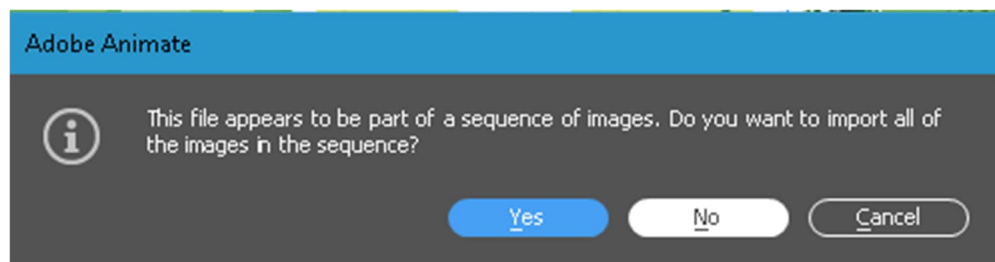 Adobe Animate
This file appears to be part of a sequence of images. Do you want to import all of
the images in the sequence?
Yes
No
Cancel